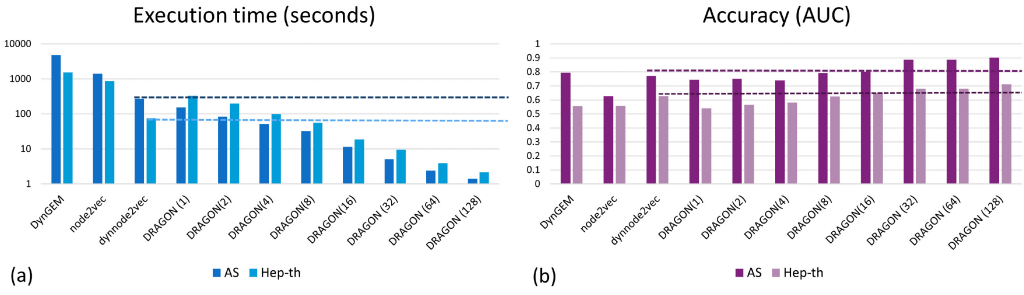 Execution time (seconds)
10000
1000
100
10
1
DynGEM
node2vec
dynnode2vec
DRAGON (1)
DRAGON(2)
DRAGON(4)
DRAGON(8)
DRAGON(16)
DRAGON (32)
DRAGON (64)
DRAGON (128)
AS Hep-th
(a)
Accuracy (AUC)
1
0.9
0.8
0.7
0.6
0.5
0.4
0.3
0.2
0.1
0
DynGEM
node2vec
dynnode2vec
DRAGON(1)
DRAGON(2)
DRAGON(4)
DRAGON(8)
DRAGON(16)
DRAGON (32)
DRAGON (64)
DRAGON (128)
AS Hep-th
(b)